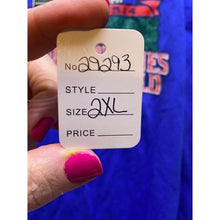 No 29293
STYLE
SIZE 2XL
PRICE